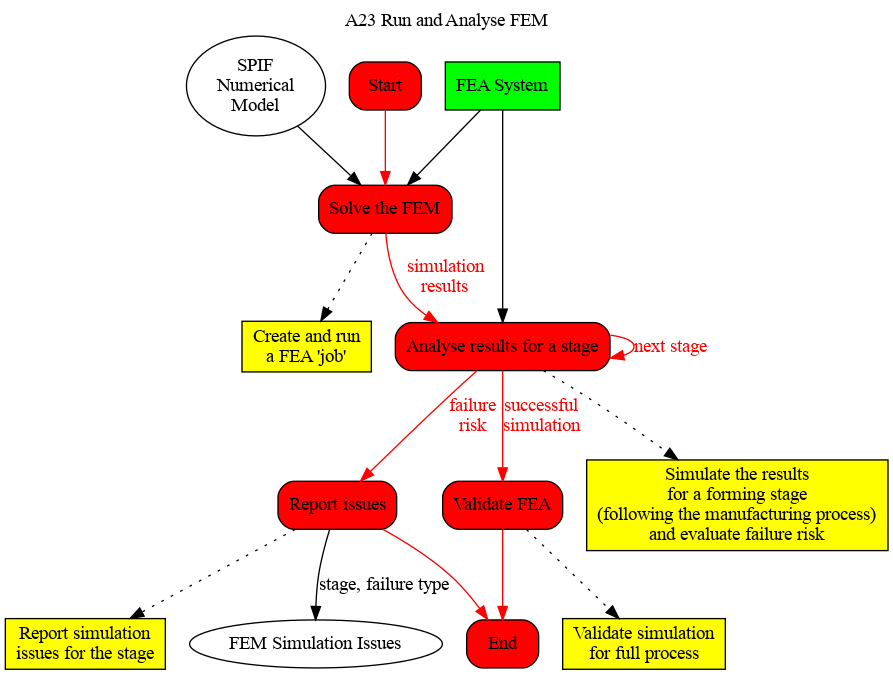 A23 Run and Analyse FEM
SPIF
Numerical
Model
Start
FEA System
Solve the FEM
simulation
results
Create and run
a FEA 'job'
Analyse results for a stage
next stage
failure
risk
successful
simulation
Simulate the results
for a forming stage
(following the manufacturing process)
and evaluate failure risk
Report issues
Validate FEA
stage, failure type
Report simulation
issues for the stage
FEM Simulation Issues
End
Validate simulation
for full process